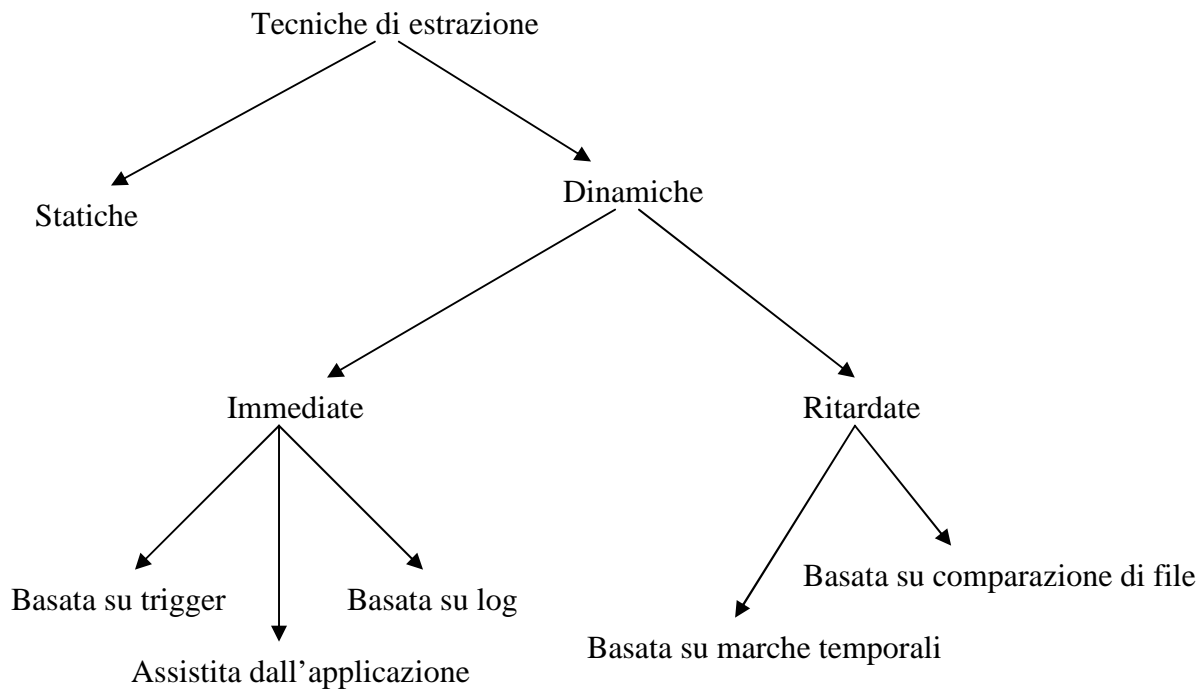 Tecniche di estrazione
Statiche
Dinamiche
Immediate
Ritardate
Basata su trigger
Assistita dall’applicazione
Basata su log
Basata su marche temporali
Basata su comparazione di file